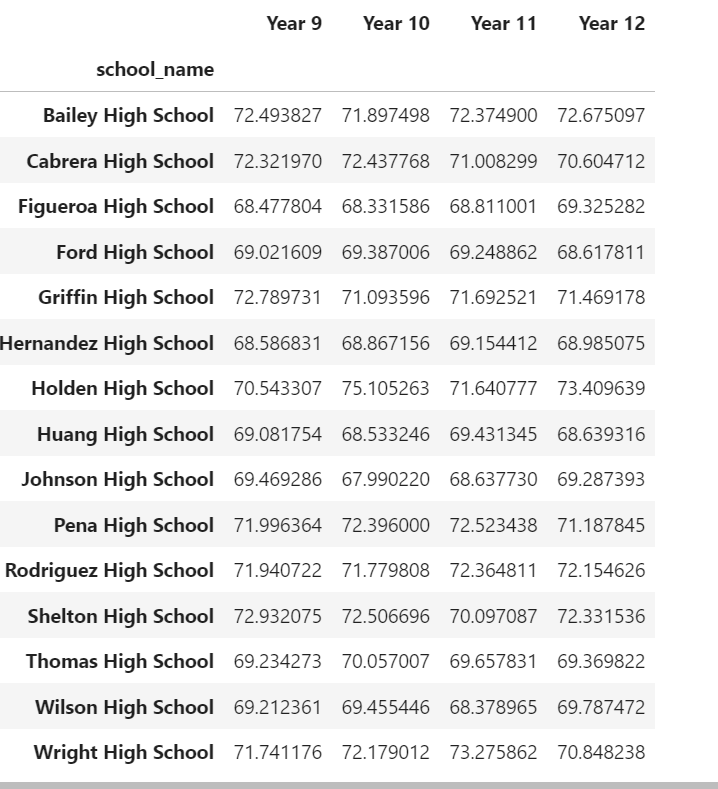 Year 9 Year 10 Year 11 Year 12
school_name
Bailey High School 72.493827 71.897498 72.374900 72.675097
Cabrera High School 72.321970 72.437768 71.008299 70.604712
Figueroa High School 68.477804 68.331586 68.811001 69.325282
Ford High School 69.021609 69.387006 69.248862 68.617811
Griffin High School 72.789731 71.093596 71.692521 71.469178
Hernandez High School 68.586831 68.867156 69.154412 68.985075
Holden High School 70.543307 75.105263 71.640777 73.409639
Huang High School 69.081754 68.533246 69.431345 68.639316
Johnson High School 69.469286 67.990220 68.637730 69.287393
Pena High School 71.996364 72.396000 72.523438 71.187845
Rodriguez High School 71.940722 71.779808 72.364811 72.154626
Shelton High School 72.932075 72.506696 70.097087 72.331536
Thomas High School 69.234273 70.057007 69.657831 69.369822
Wilson High School 69.212361 69.455446 68.378965 69.787472
Wright High School 71.741176 72.179012 73.275862 70.848238